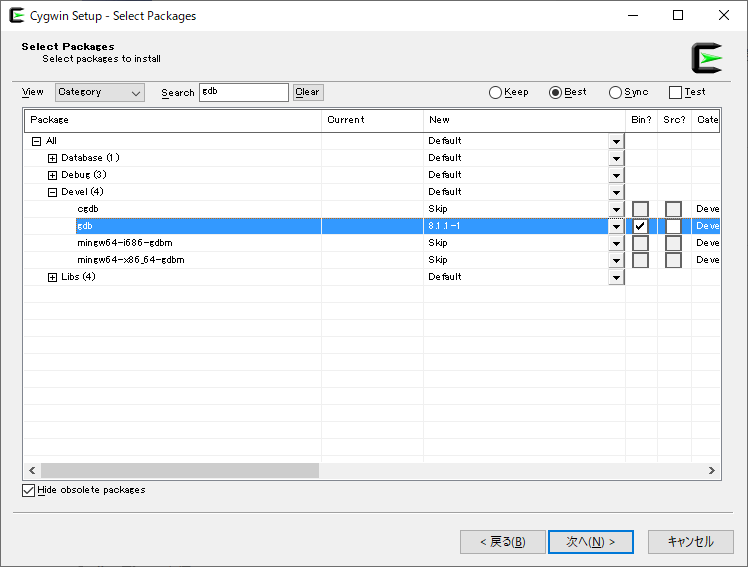 Cygwin Setup - Select Packages
Select Packages
Select packages to install
View Category Search gdb Clear Keep Best Sync Test
Package Current New Bin? Src? Cate
All Default
Database (1) Default
Debug (3) Default
Devel (4) Default
cgdb Skip Deve
gdb 8.1.1-1 Deve
mingw64-i686-gdbm Skip Deve
mingw64-x86_64-gdbm Skip Deve
Libs (4) Default
Hide obsolete packages
< 戻る(B) 次へ(N) > キャンセル